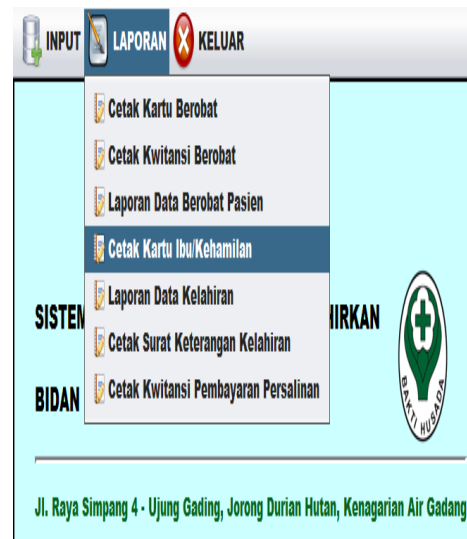 INPUT LAPORAN KELUAR
Cetak Kartu Berobat
Cetak Kwitansi Berobat
Laporan Data Berobat Pasien
Cetak Kartu Ibu/Kehamilan
Laporan Data Kelahiran
SISTEM HIRKAN
Cetak Surat Keterangan Kelahiran
BIDAN
Cetak Kwitansi Pembayaran Persalinan
BAKTI HUSADA
Jl. Raya Simpang 4 - Ujung Gading, Jorong Durian Hutan, Kenagarian Air Gadang